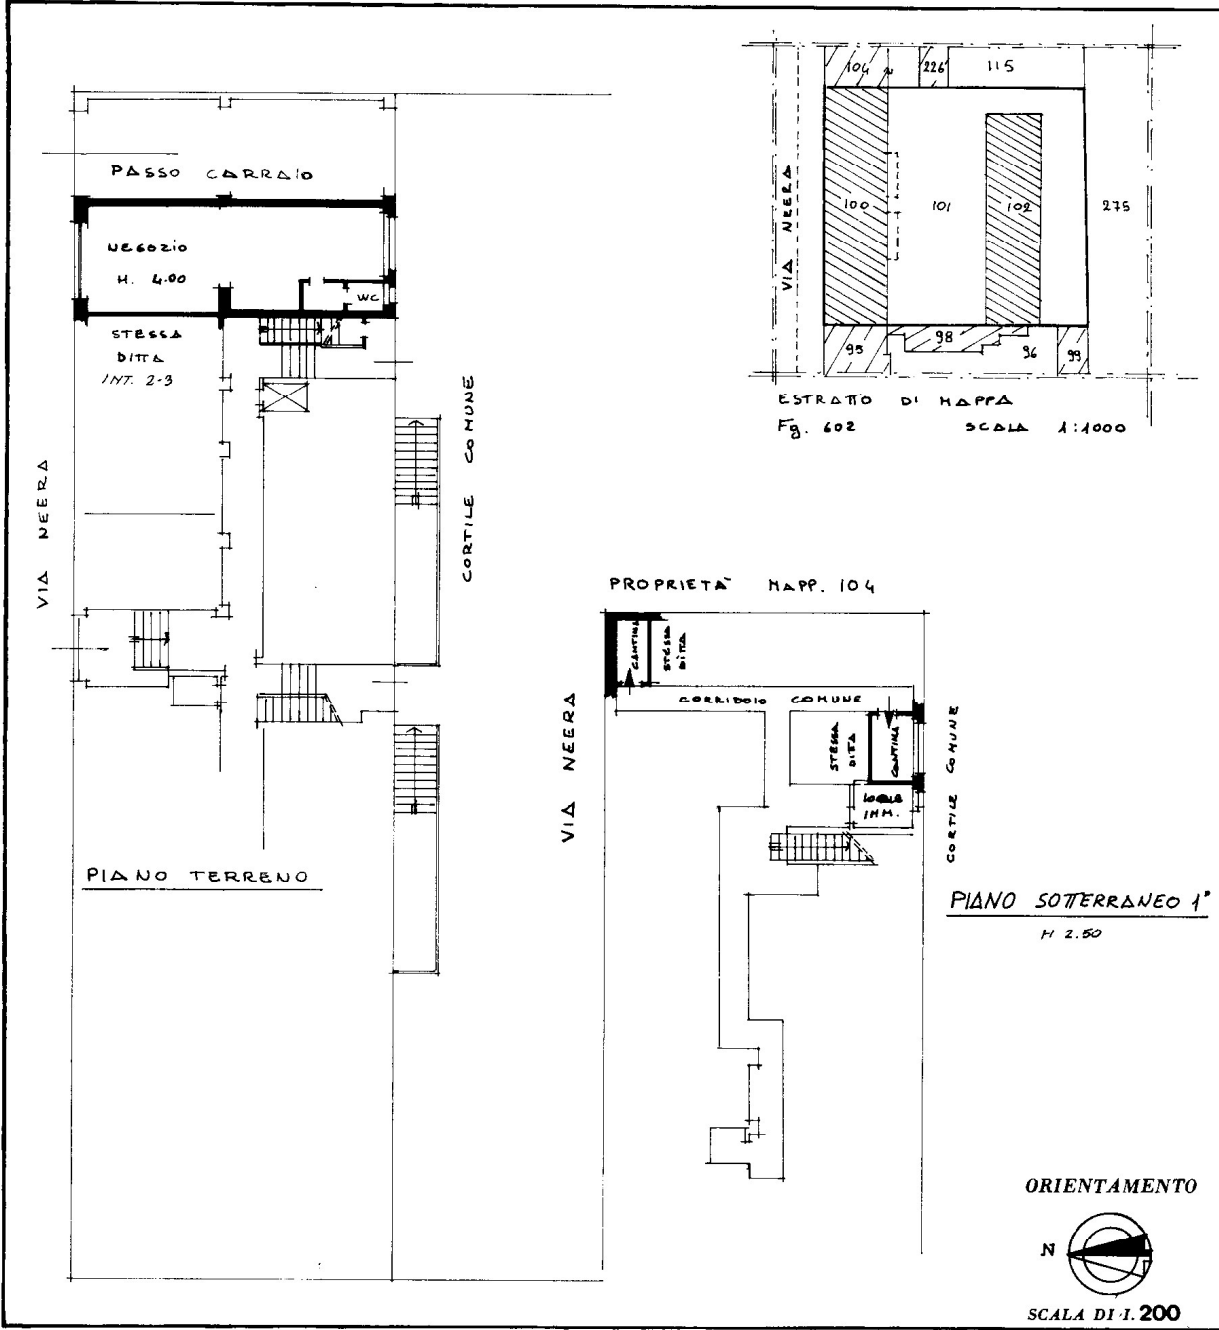 PASSO CARRAIO
NEGOZIO
H. 4.00
WC
STESSA
DITTA
INT. 2-3
VIA NEERA
CORTILE COMUNE
PIANO TERRENO
104
226
115
VIA NEERA
100
101
102
275
95
98
96
99
ESTRATTO DI MAPPA
Fg. 602 SCALA 1:1000
PROPRIETÀ MAPP. 104
CANTINA
STESSA
DITTA
CORRIDOIO COMUNE
VIA NEERA
STESSA
DITTA
CANTINA
LOCALE
IMM.
CORTILE COMUNE
PIANO SOTTERRANEO 1°
H 2.50
ORIENTAMENTO
N
SCALA DI 1. 200